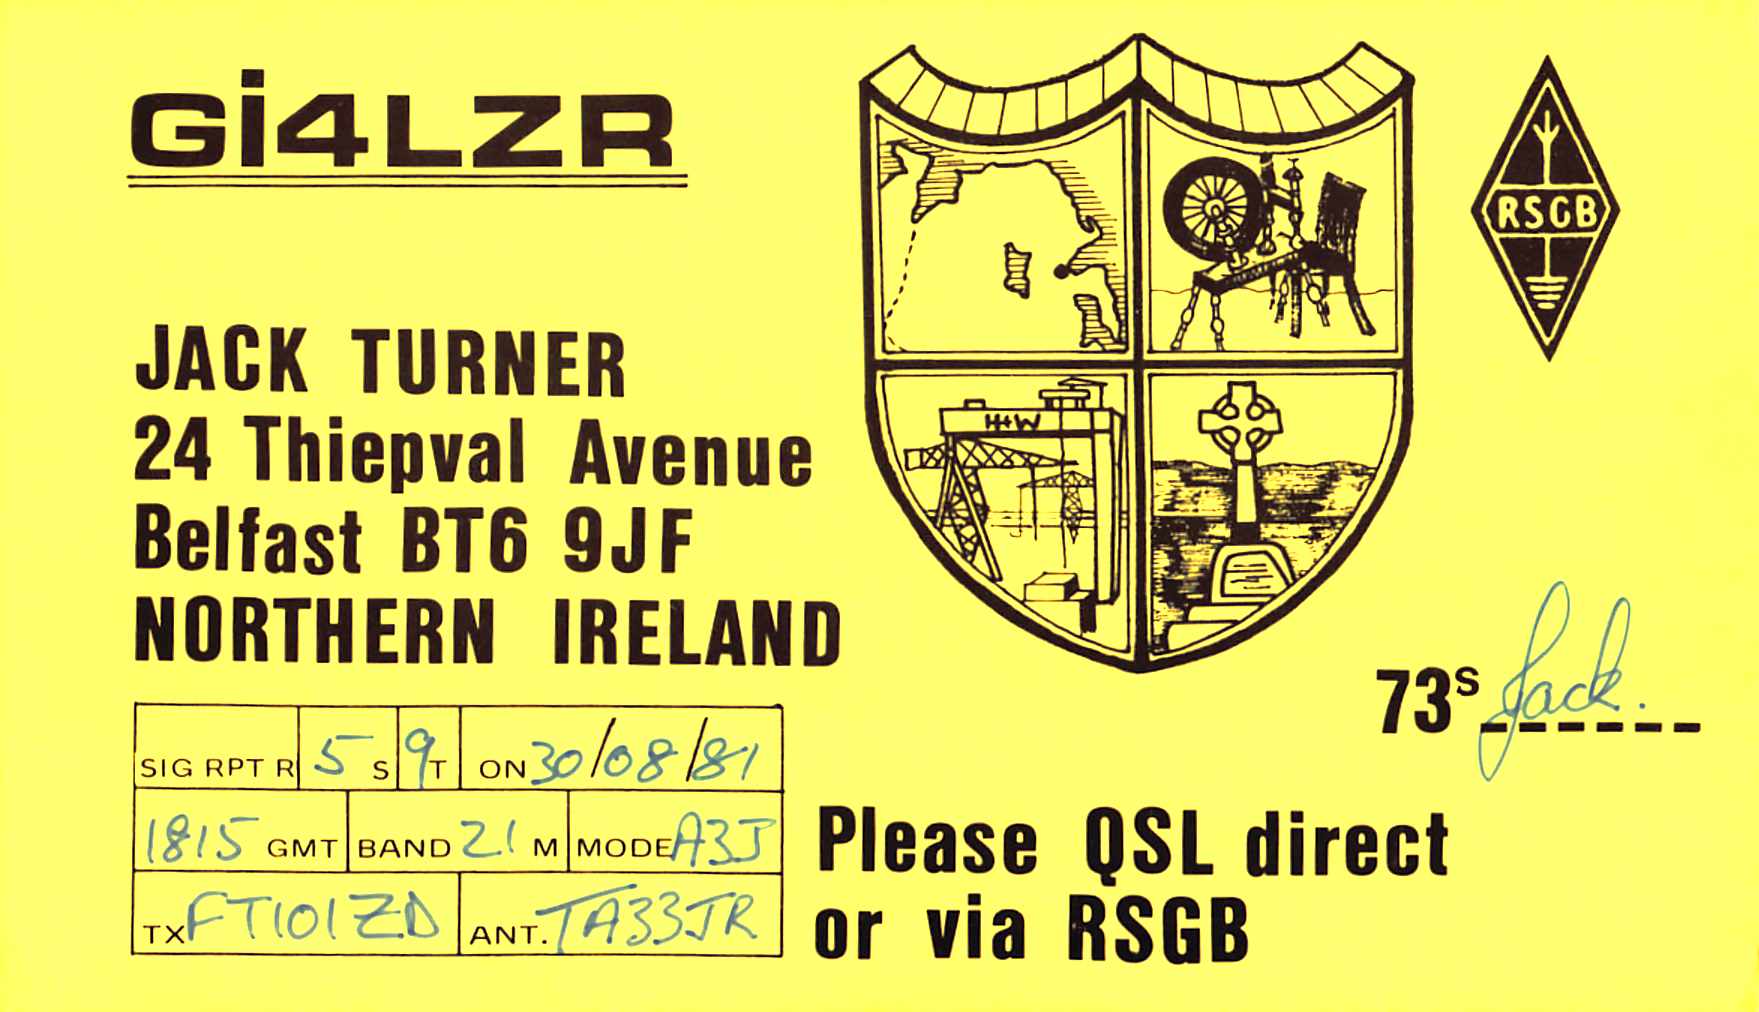 Gi4LZR
RSGB
JACK TURNER
24 Thiepval Avenue
Belfast BT6 9JF
NORTHERN IRELAND
H+W
73s Jack.
SIG RPT R 5 S 9 T ON 30/08/81
1815 GMT BAND 21 M MODE A3J
TX FT101ZD ANT. TA33JR
Please QSL direct
or via RSGB